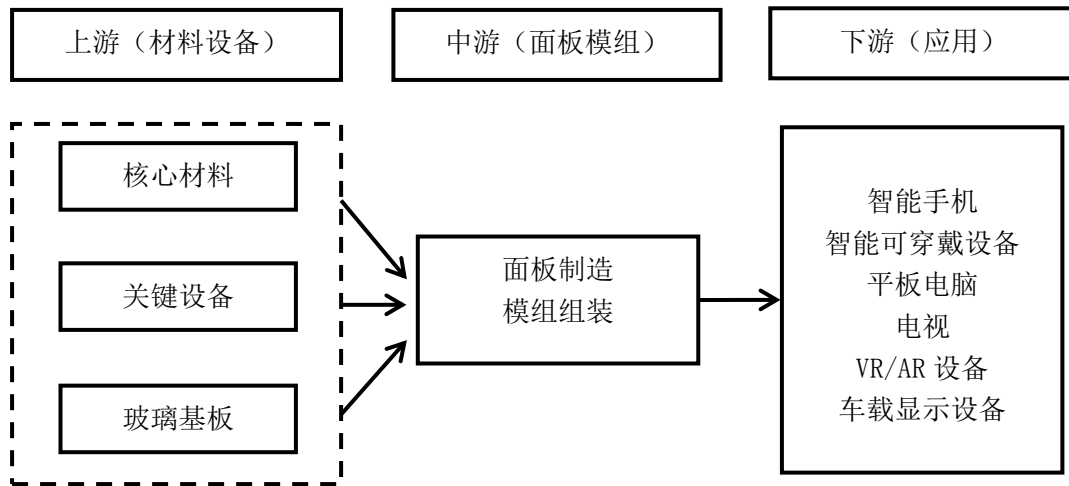 上游（材料设备）
中游（面板模组）
下游（应用）
核心材料
关键设备
玻璃基板
面板制造
模组组装
智能手机
智能可穿戴设备
平板电脑
电视
VR/AR 设备
车载显示设备